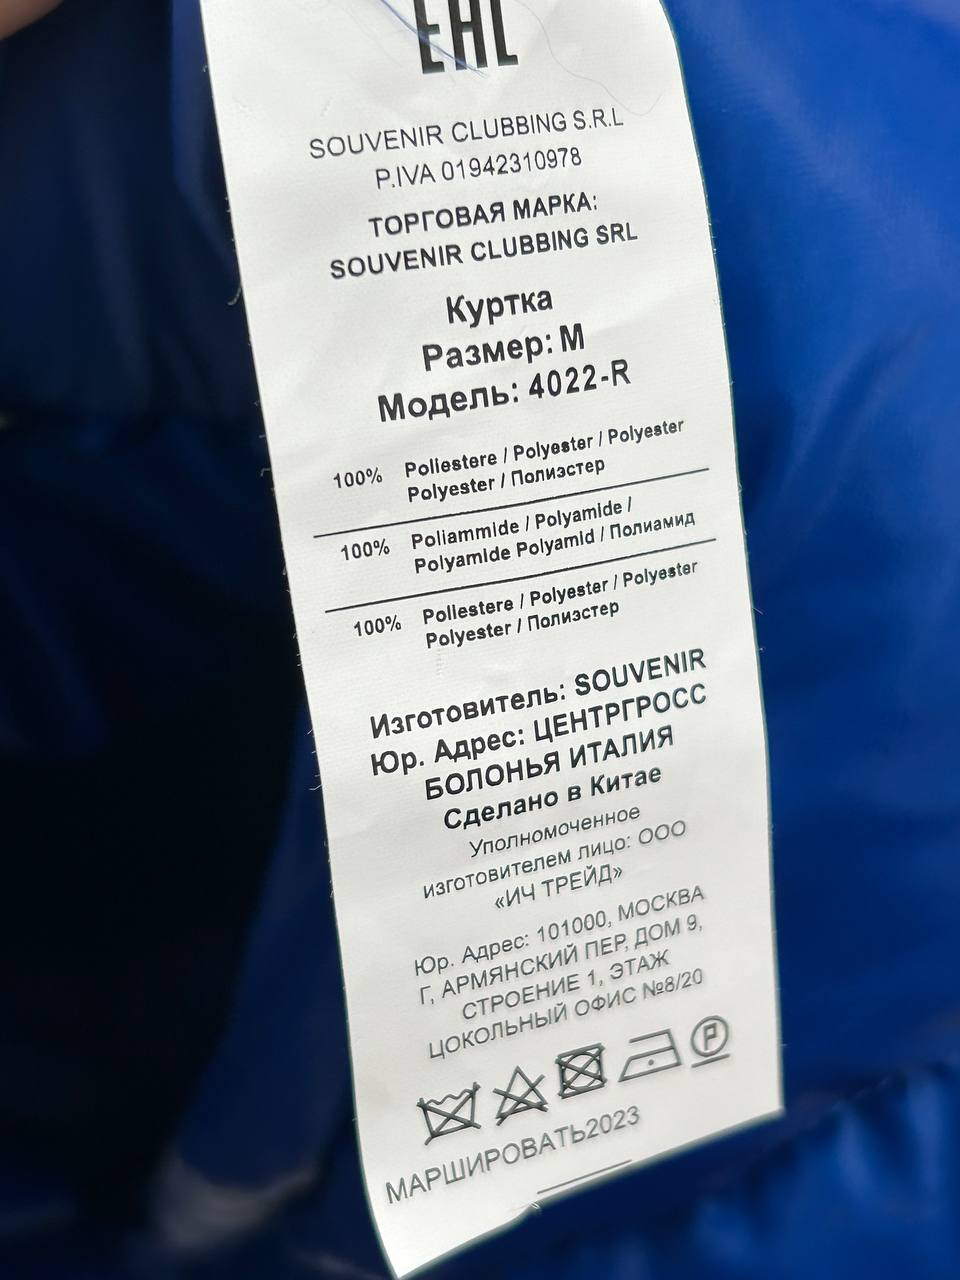 EAC
SOUVENIR CLUBBING S.R.L
P.IVA 01942310978
ТОРГОВАЯ МАРКА:
SOUVENIR CLUBBING SRL
Куртка
Размер: M
Модель: 4022-R
100% Poliestere / Polyester / Polyester
Polyester / Полиэстер
100% Poliammide / Polyamide /
Polyamide Polyamid / Полиамид
100% Poliestere / Polyester / Polyester
Polyester / Полиэстер
Изготовитель: SOUVENIR
Юр. Адрес: ЦЕНТРГРОСС
БОЛОНЬЯ ИТАЛИЯ
Сделано в Китае
Уполномоченное
изготовителем лицо: ООО
«ИЧ ТРЕЙД»
Юр. Адрес: 101000, МОСКВА
Г, АРМЯНСКИЙ ПЕР, ДОМ 9,
СТРОЕНИЕ 1, ЭТАЖ
ЦОКОЛЬНЫЙ ОФИС №8/20
P
МАРШИРОВАТЬ2023